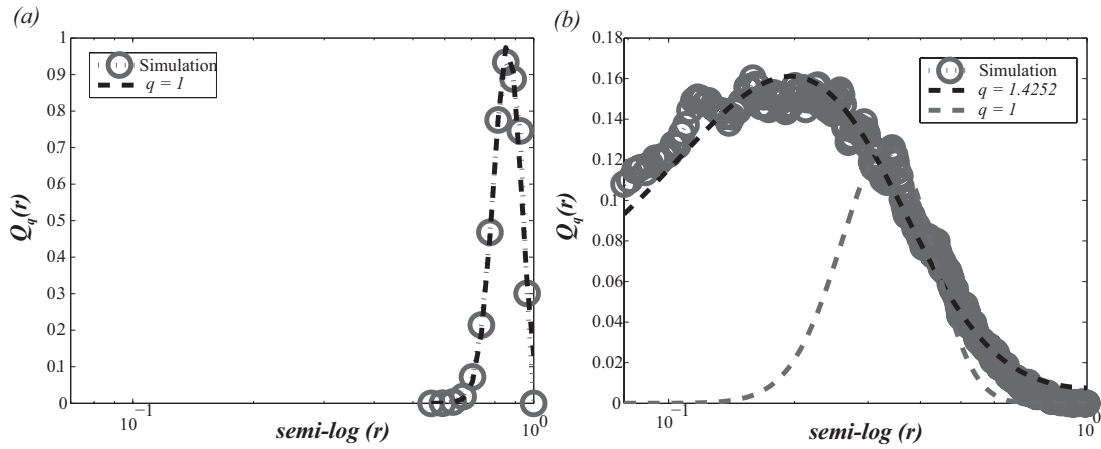 (a)
1
0.9
0.8
0.7
0.6
0.5
0.4
0.3
0.2
0.1
0
Q_q(r)
Simulation
q = 1
10^−1
10^0
semi-log (r)
(b)
0.18
0.16
0.14
0.12
0.1
0.08
0.06
0.04
0.02
0
Q_q(r)
Simulation
q = 1.4252
q = 1
10^−1
10^0
semi-log (r)